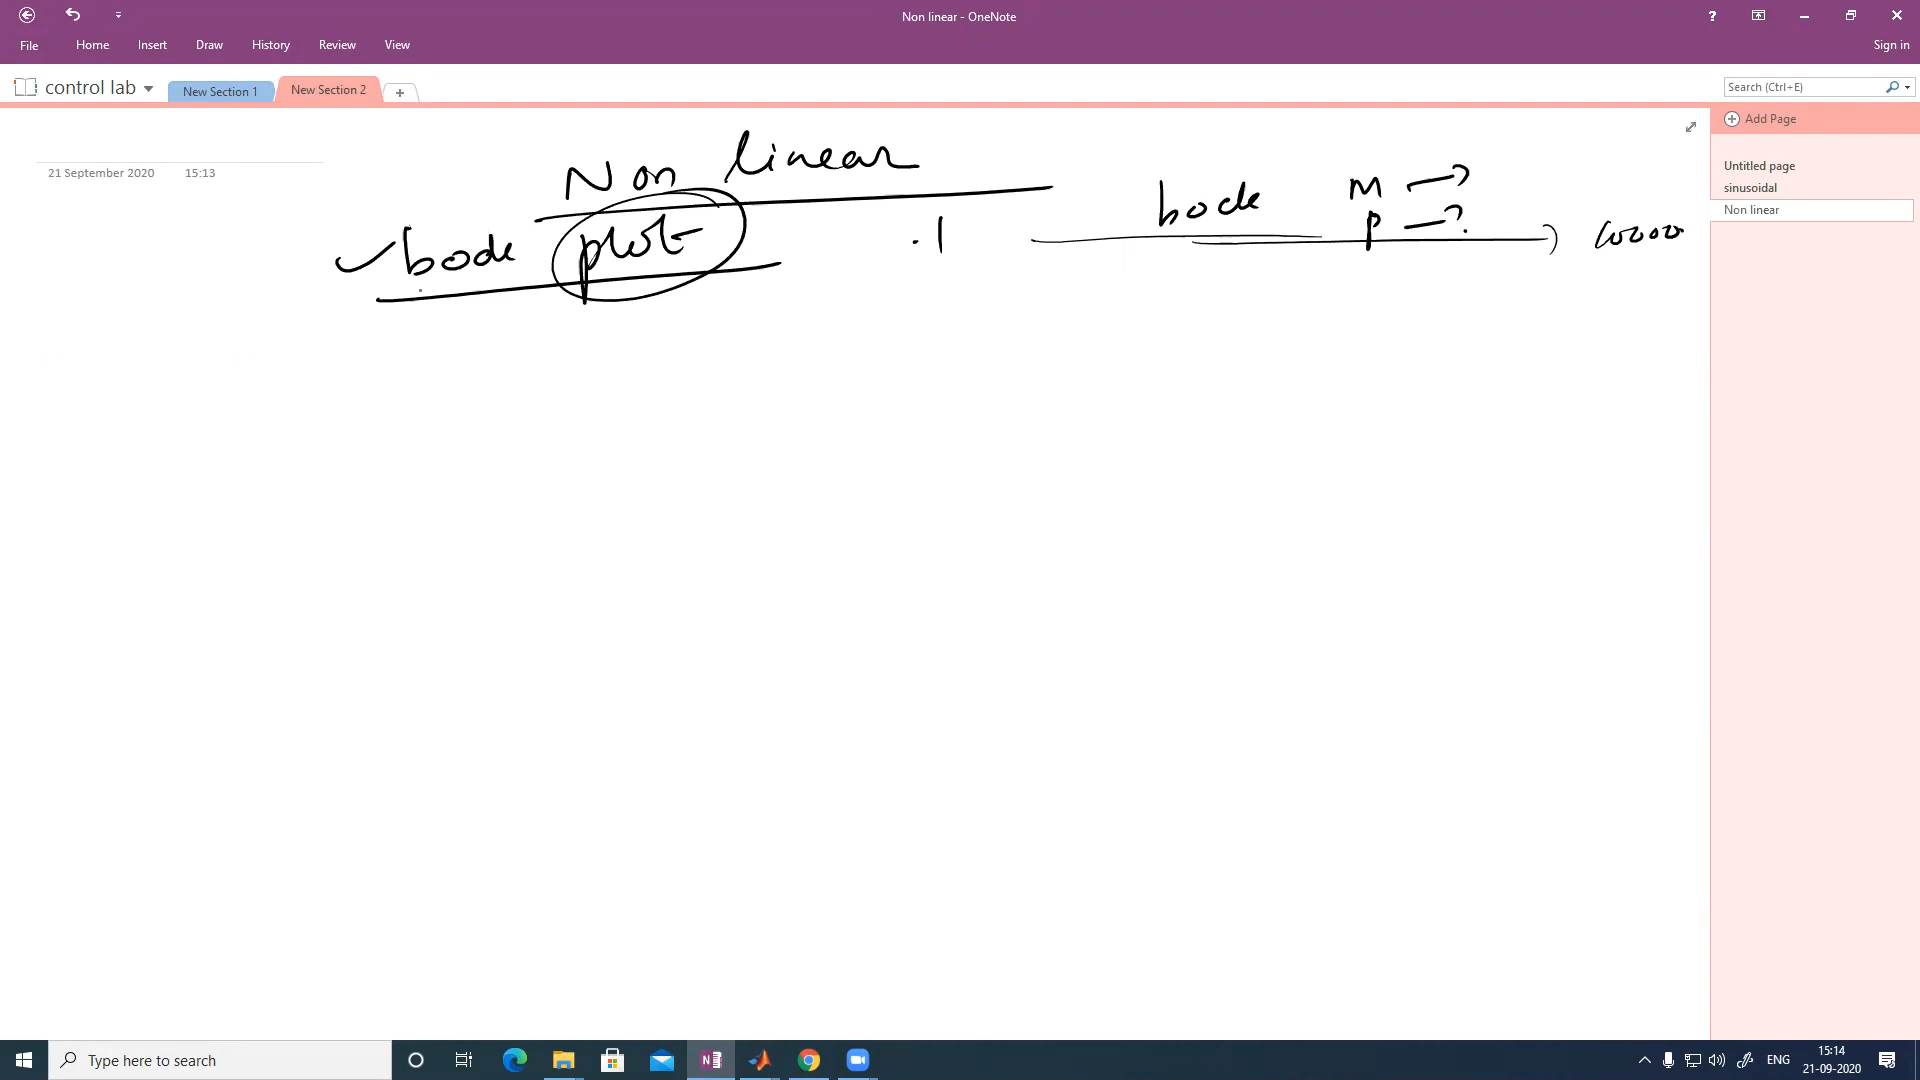 Non linear - OneNote
?
File Home Insert Draw History Review View
Sign in
control lab New Section 1 New Section 2 +
Search (Ctrl+E)
Add Page
Untitled page
sinusoidal
Non linear
21 September 2020 15:13
Non linear
bode plot
.1 bode M → ?
P → ?
100000
Type here to search
ENG
15:14
21-09-2020